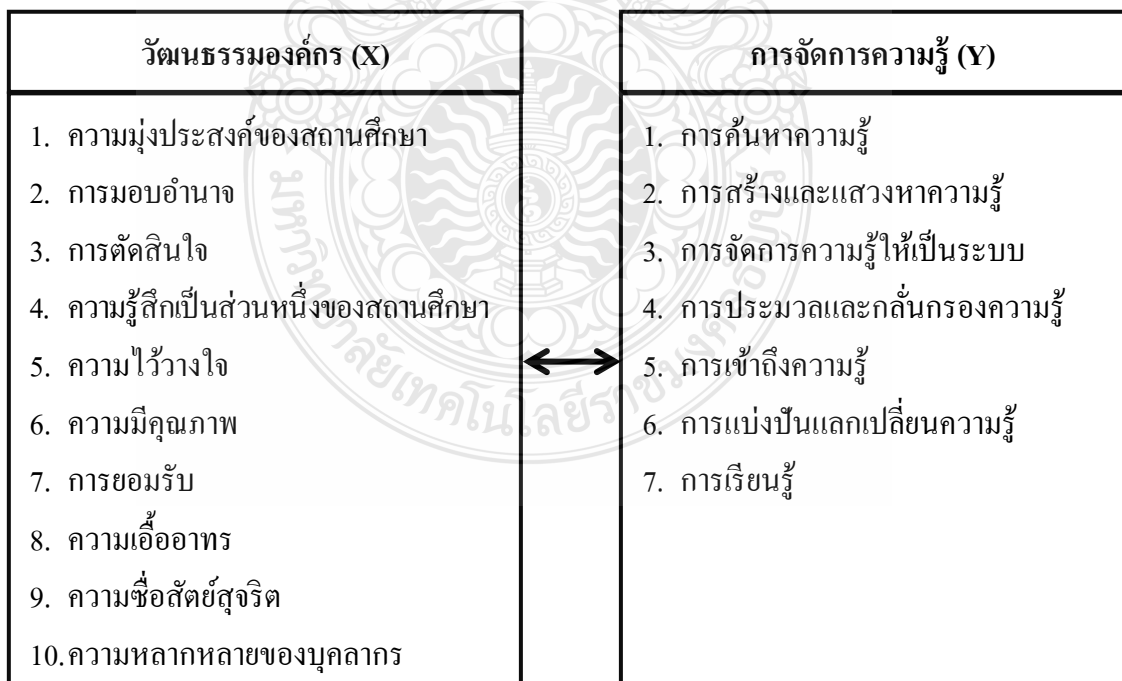 วัฒนธรรมองค์กร (X)
1. ความมุ่งประสงค์ของสถานศึกษา
2. การมอบอำนาจ
3. การตัดสินใจ
4. ความรู้สึกเป็นส่วนหนึ่งของสถานศึกษา
5. ความไว้วางใจ
6. ความมีคุณภาพ
7. การยอมรับ
8. ความเอื้ออาทร
9. ความซื่อสัตย์สุจริต
10.ความหลากหลายของบุคลากร
การจัดการความรู้ (Y)
1. การค้นหาความรู้
2. การสร้างและแสวงหาความรู้
3. การจัดการความรู้ให้เป็นระบบ
4. การประมวลและกลั่นกรองความรู้
5. การเข้าถึงความรู้
6. การแบ่งปันแลกเปลี่ยนความรู้
7. การเรียนรู้